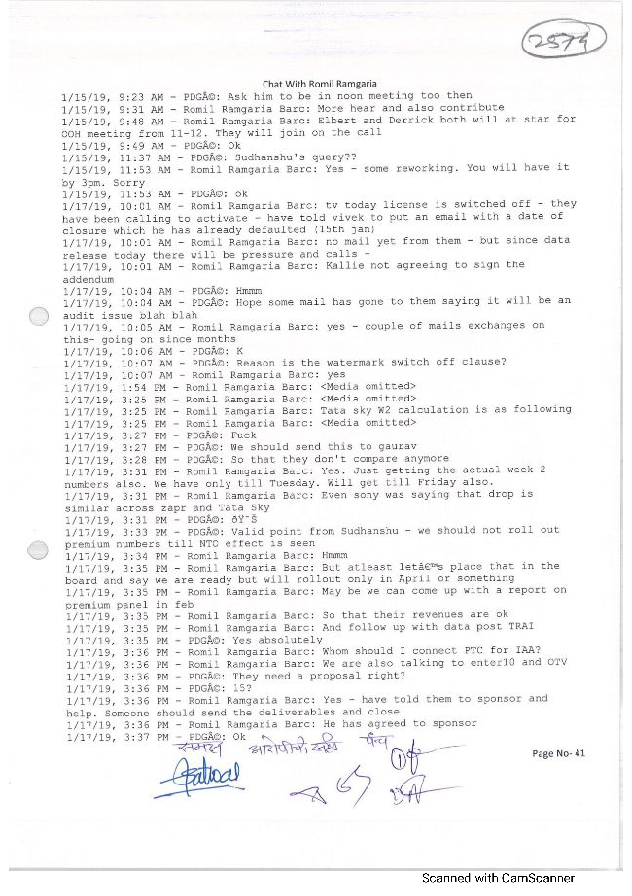 2574
Chat With Romil Ramgaria
1/15/19, 9:23 AM - PDGÂ©: Ask him to be in noon meeting too then
1/15/19, 9:31 AM - Romil Ramgaria Barc: More hear and also contribute
1/15/19, 9:48 AM - Romil Ramgaria Barc: Elbert and Derrick both will at star for
OOH meeting from 11-12. They will join on the call
1/15/19, 9:49 AM - PDGÂ©: Ok
1/15/19, 11:37 AM - PDGÂ©: Sudhanshu's query??
1/15/19, 11:53 AM - Romil Ramgaria Barc: Yes - some reworking. You will have it
by 3pm. Sorry
1/15/19, 11:53 AM - PDGÂ©: ok
1/17/19, 10:01 AM - Romil Ramgaria Barc: tv today license is switched off - they
have been calling to activate - have told vivek to put an email with a date of
closure which he has already defaulted (15th jan)
1/17/19, 10:01 AM - Romil Ramgaria Barc: no mail yet from them - but since data
release today there will be pressure and calls -
1/17/19, 10:01 AM - Romil Ramgaria Barc: Kallie not agreeing to sign the
addendum
1/17/19, 10:04 AM - PDGÂ©: Hmmm
1/17/19, 10:04 AM - PDGÂ©: Hope some mail has gone to them saying it will be an
audit issue blah blah
1/17/19, 10:05 AM - Romil Ramgaria Barc: yes - couple of mails exchanges on
this- going on since months
1/17/19, 10:06 AM - PDGÂ©: K
1/17/19, 10:07 AM - PDGÂ©: Reason is the watermark switch off clause?
1/17/19, 10:07 AM - Romil Ramgaria Barc: yes
1/17/19, 1:54 PM - Romil Ramgaria Barc: <Media omitted>
1/17/19, 3:25 PM - Romil Ramgaria Barc: <Media omitted>
1/17/19, 3:25 PM - Romil Ramgaria Barc: Tata sky W2 calculation is as following
1/17/19, 3:25 PM - Romil Ramgaria Barc: <Media omitted>
1/17/19, 3:27 PM - PDGÂ©: Fuck
1/17/19, 3:27 PM - PDGÂ©: We should send this to gaurav
1/17/19, 3:28 PM - PDGÂ©: So that they don't compare anymore
1/17/19, 3:31 PM - Romil Ramgaria Barc: Yes. Just getting the actual week 2
numbers also. We have only till Tuesday. Will get till Friday also.
1/17/19, 3:31 PM - Romil Ramgaria Barc: Even sony was saying that drop is
similar across zapr and Tata Sky
1/17/19, 3:31 PM - PDGÂ©: ðŸ˜Š
1/17/19, 3:33 PM - PDGÂ©: Valid point from Sudhanshu - we should not roll out
premium numbers till NTO effect is seen
1/17/19, 3:34 PM - Romil Ramgaria Barc: Hmmm
1/17/19, 3:35 PM - Romil Ramgaria Barc: But atleast letâ€™s place that in the
board and say we are ready but will rollout only in April or something
1/17/19, 3:35 PM - Romil Ramgaria Barc: May be we can come up with a report on
premium panel in feb
1/17/19, 3:35 PM - Romil Ramgaria Barc: So that their revenues are ok
1/17/19, 3:35 PM - Romil Ramgaria Barc: And follow up with data post TRAI
1/17/19, 3:35 PM - PDGÂ©: Yes absolutely
1/17/19, 3:36 PM - Romil Ramgaria Barc: Whom should I connect PTC for IAA?
1/17/19, 3:36 PM - Romil Ramgaria Barc: We are also talking to enter10 and OTV
1/17/19, 3:36 PM - PDGÂ©: They need a proposal right?
1/17/19, 3:36 PM - PDGÂ©: 15?
1/17/19, 3:36 PM - Romil Ramgaria Barc: Yes - have told them to sponsor and
help. Someone should send the deliverables and close
1/17/19, 3:36 PM - Romil Ramgaria Barc: He has agreed to sponsor
1/17/19, 3:37 PM - PDGÂ©: Ok
समक्ष आरोपीची सही पंच ①
Page No- 41
Scanned with CamScanner